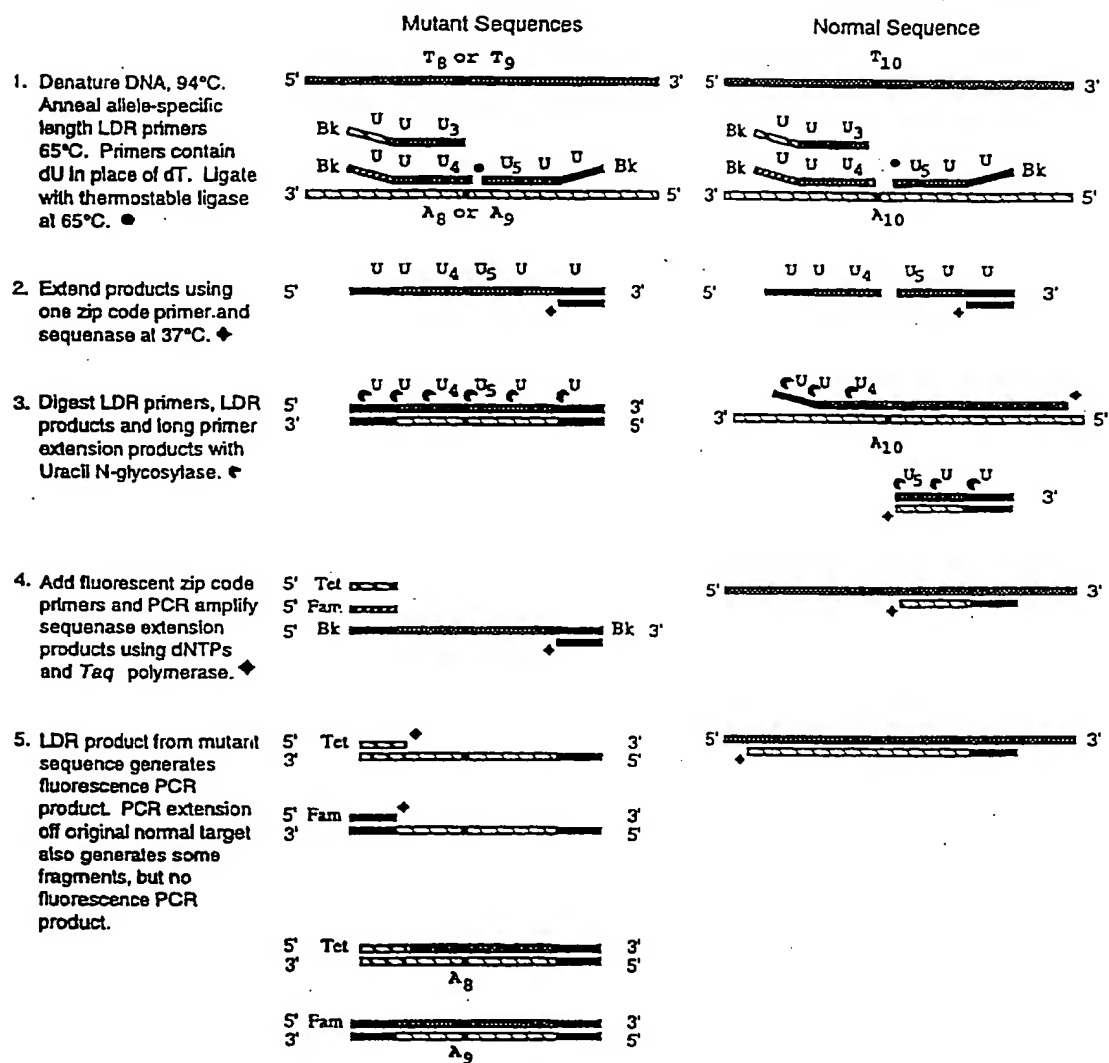 Mutant Sequences
Normal Sequence
T8 or T9
T10
1. Denature DNA, 94°C.
Anneal allele-specific
length LDR primers
65°C. Primers contain
dU in place of dT. Ligate
with thermostable ligase
at 65°C. ●
5' 3' 5' 3'
Bk U U U3 Bk U U U3
Bk U U U4 U5 U U Bk Bk U U U4 U5 U U Bk
3' 5' 3' 5'
A8 or A9 A10
2. Extend products using
one zip code primer.and
sequenase at 37°C. ✦
U U U4 U5 U U U U U4 U5 U U
5' 3' 5' 3'
3. Digest LDR primers, LDR
products and long primer
extension products with
Uracil N-glycosylase.
U U U4 U5 U U U U U4
5' 3'
3' 5' 3' 5'
A10
U5 U U
3'
4. Add fluorescent zip code
primers and PCR amplify
sequenase extension
products using dNTPs
and Taq polymerase. ✦
5' Tet
5' Fam
5' Bk Bk 3'
5' 3'
5. LDR product from mutant
sequence generates
fluorescence PCR
product. PCR extension
off original normal target
also generates some
fragments, but no
fluorescence PCR
product.
5' Tet 3' 5' 3'
3' 5'
5' Fam 3'
3' 5'
5' Tet 3'
3' 5'
A8
5' Fam 3'
3' 5'
A9